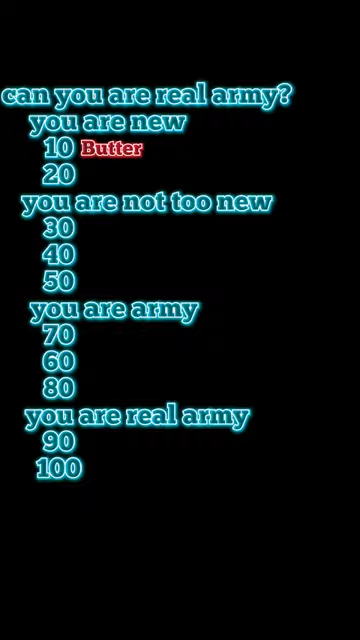 can you are real army?
you are new
10 Butter
20
you are not too new
30
40
50
you are army
70
60
80
you are real army
90
100